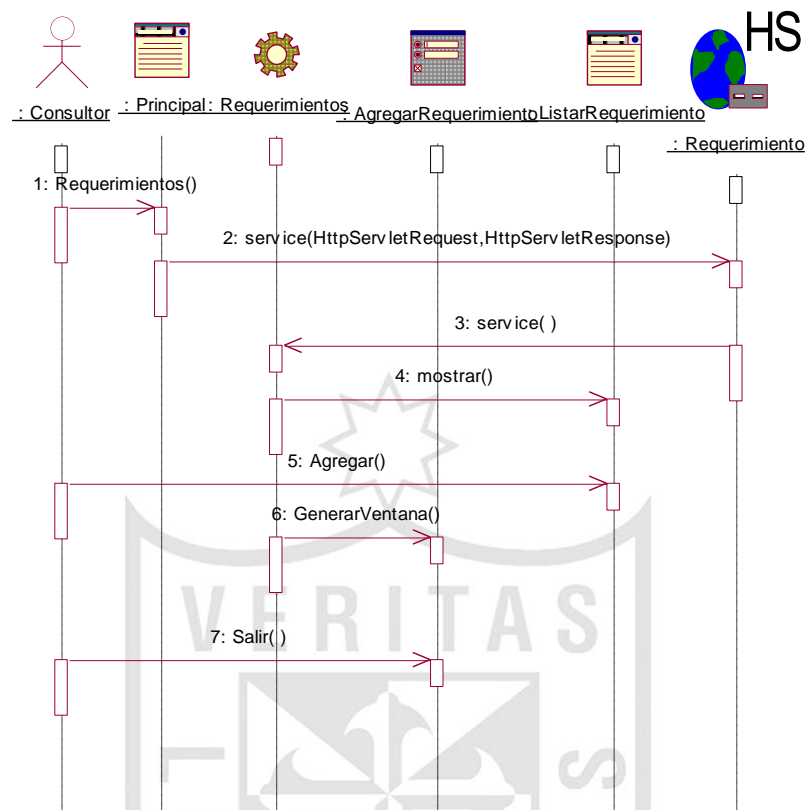 HS
: Consultor
: Principal
: Requerimientos
: AgregarRequerimiento
ListarRequerimiento
: Requerimiento
1: Requerimientos()
2: service(HttpServletRequest,HttpServletResponse)
3: service( )
4: mostrar()
5: Agregar()
6: GenerarVentana()
7: Salir( )
VERITAS
L
S